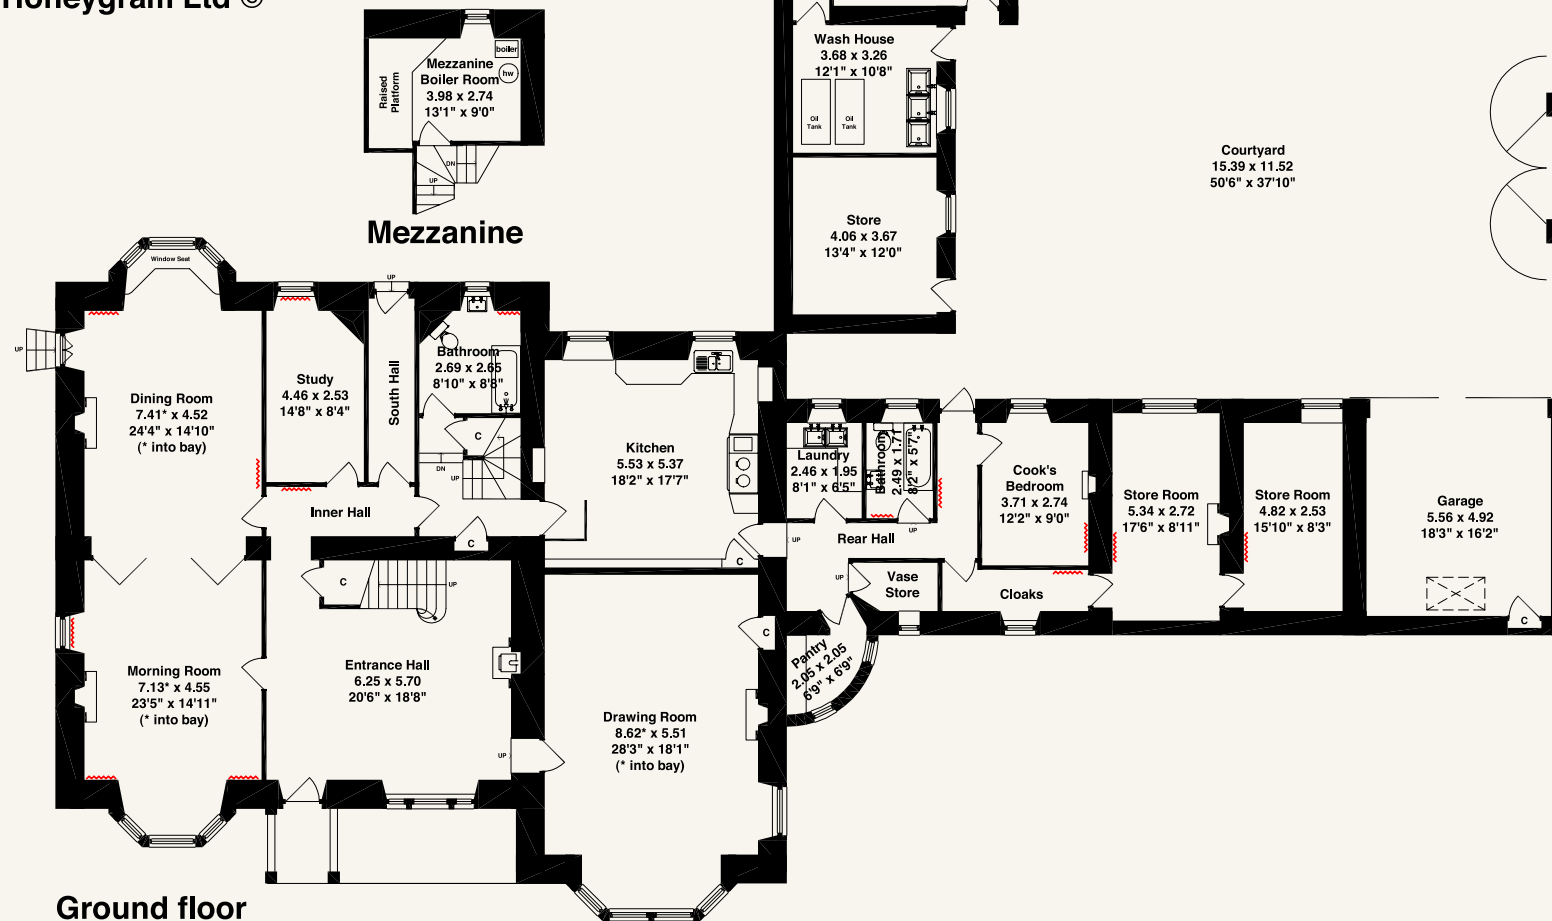 Honeygram Ltd ©
boiler
hw
Mezzanine
Boiler Room
3.98 x 2.74
13'1" x 9'0"
Raised
Platform
DN
UP
Mezzanine
Wash House
3.68 x 3.26
12'1" x 10'8"
Oil
Tank
Oil
Tank
Store
4.06 x 3.67
13'4" x 12'0"
Courtyard
15.39 x 11.52
50'6" x 37'10"
Window Seat
UP
UP
Dining Room
7.41* x 4.52
24'4" x 14'10"
(* into bay)
Study
4.46 x 2.53
14'8" x 8'4"
South Hall
Bathroom
2.69 x 2.65
8'10" x 8'8"
C
DN
UP
Inner Hall
C
Kitchen
5.53 x 5.37
18'2" x 17'7"
C
Laundry
2.46 x 1.95
8'1" x 6'5"
Bathroom
2.49 x 1.71
8'2" x 5'7"
UP
UP
Rear Hall
Cook's
Bedroom
3.71 x 2.74
12'2" x 9'0"
Store Room
5.34 x 2.72
17'6" x 8'11"
Store Room
4.82 x 2.53
15'10" x 8'3"
Garage
5.56 x 4.92
18'3" x 16'2"
C
UP
Vase
Store
Cloaks
Pantry
2.05 x 2.05
6'9" x 6'9"
C
UP
Morning Room
7.13* x 4.55
23'5" x 14'11"
(* into bay)
Entrance Hall
6.25 x 5.70
20'6" x 18'8"
UP
C
Drawing Room
8.62* x 5.51
28'3" x 18'1"
(* into bay)
Ground floor